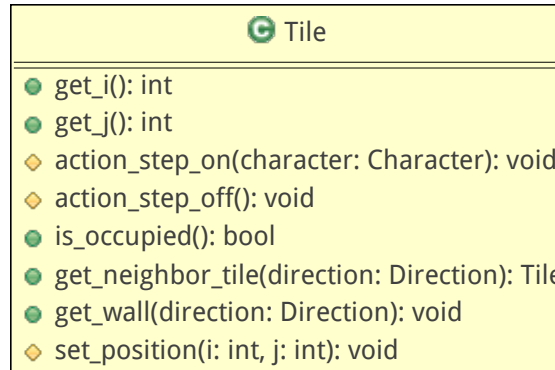 C Tile
get_i(): int
get_j(): int
action_step_on(character: Character): void
action_step_off(): void
is_occupied(): bool
get_neighbor_tile(direction: Direction): Tile
get_wall(direction: Direction): void
set_position(i: int, j: int): void